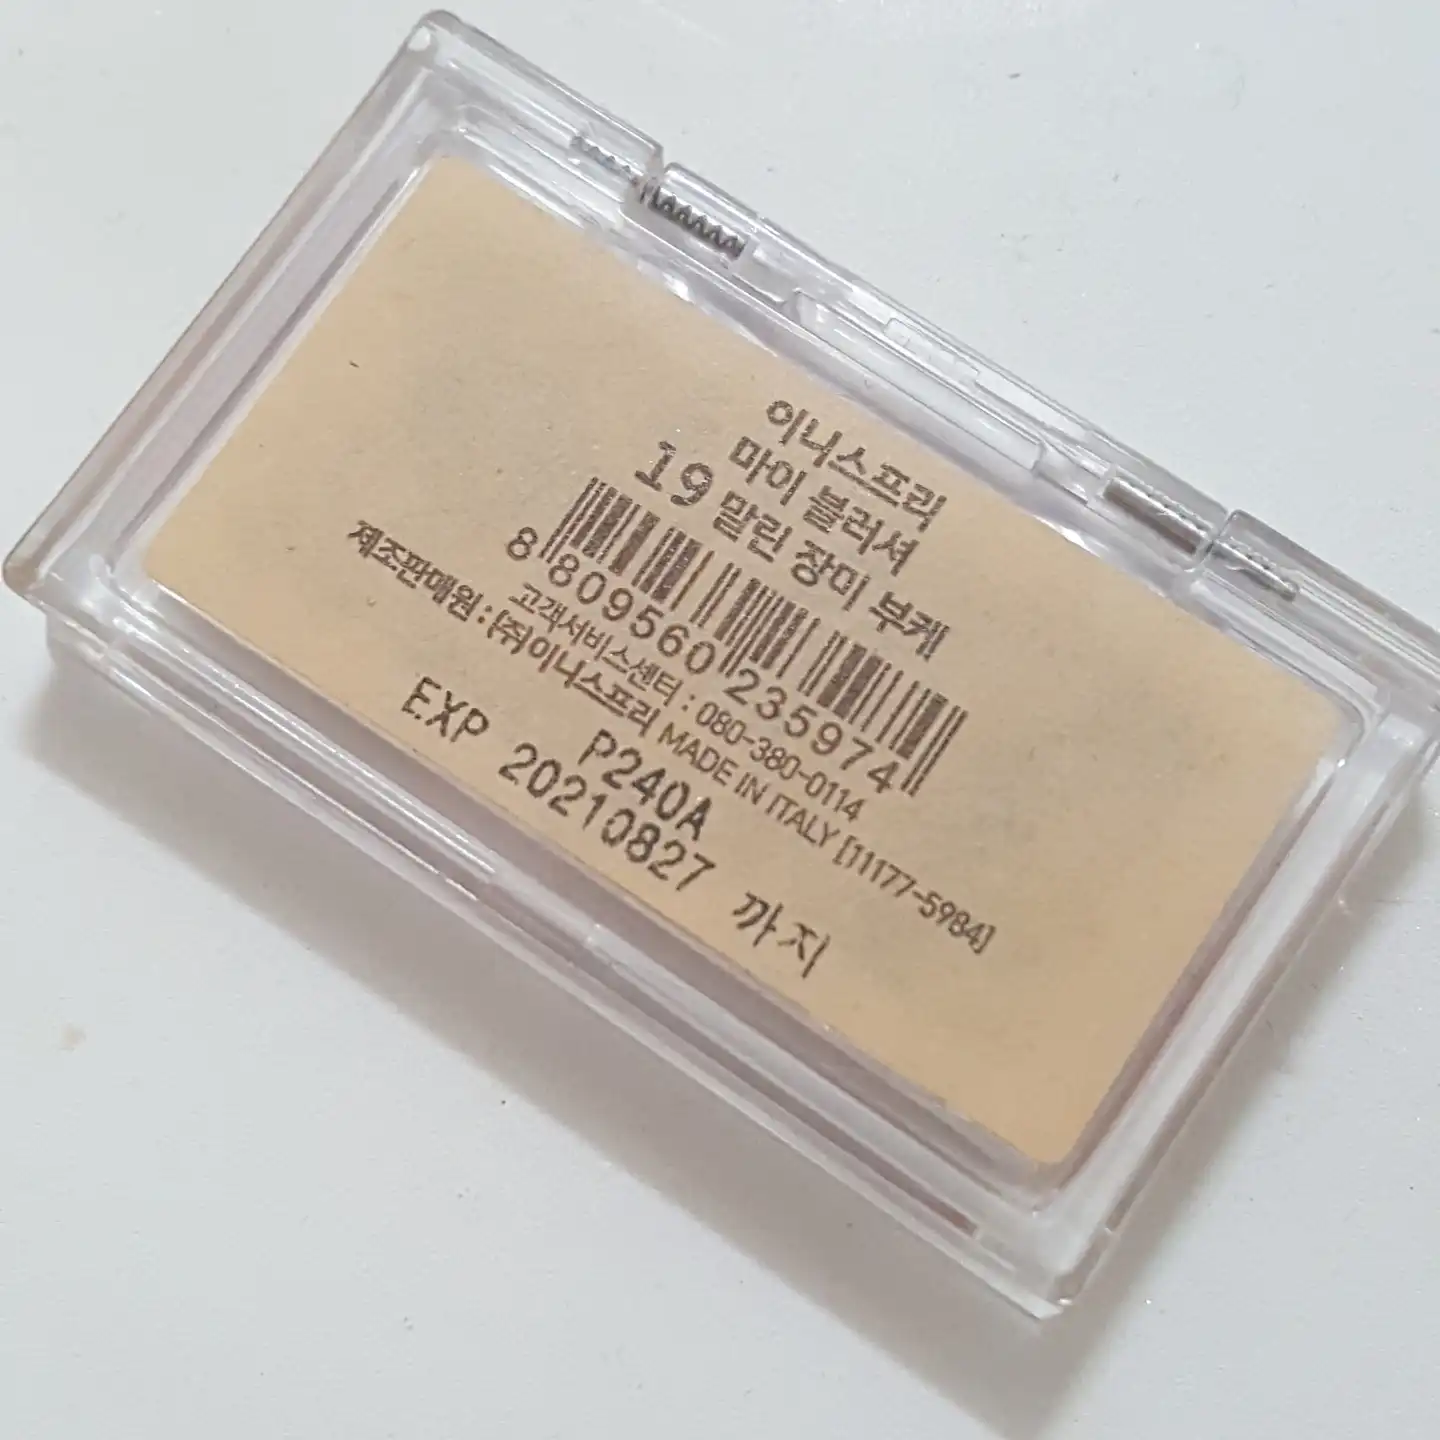 이니스프리
마이 블러셔
19 말린 장미 부케
8 809560 235974
고객서비스센터 : 080-380-0114
제조판매원 : (주)이니스프리 MADE IN ITALY [11177-5984]
P240A
EXP 20210827 까지